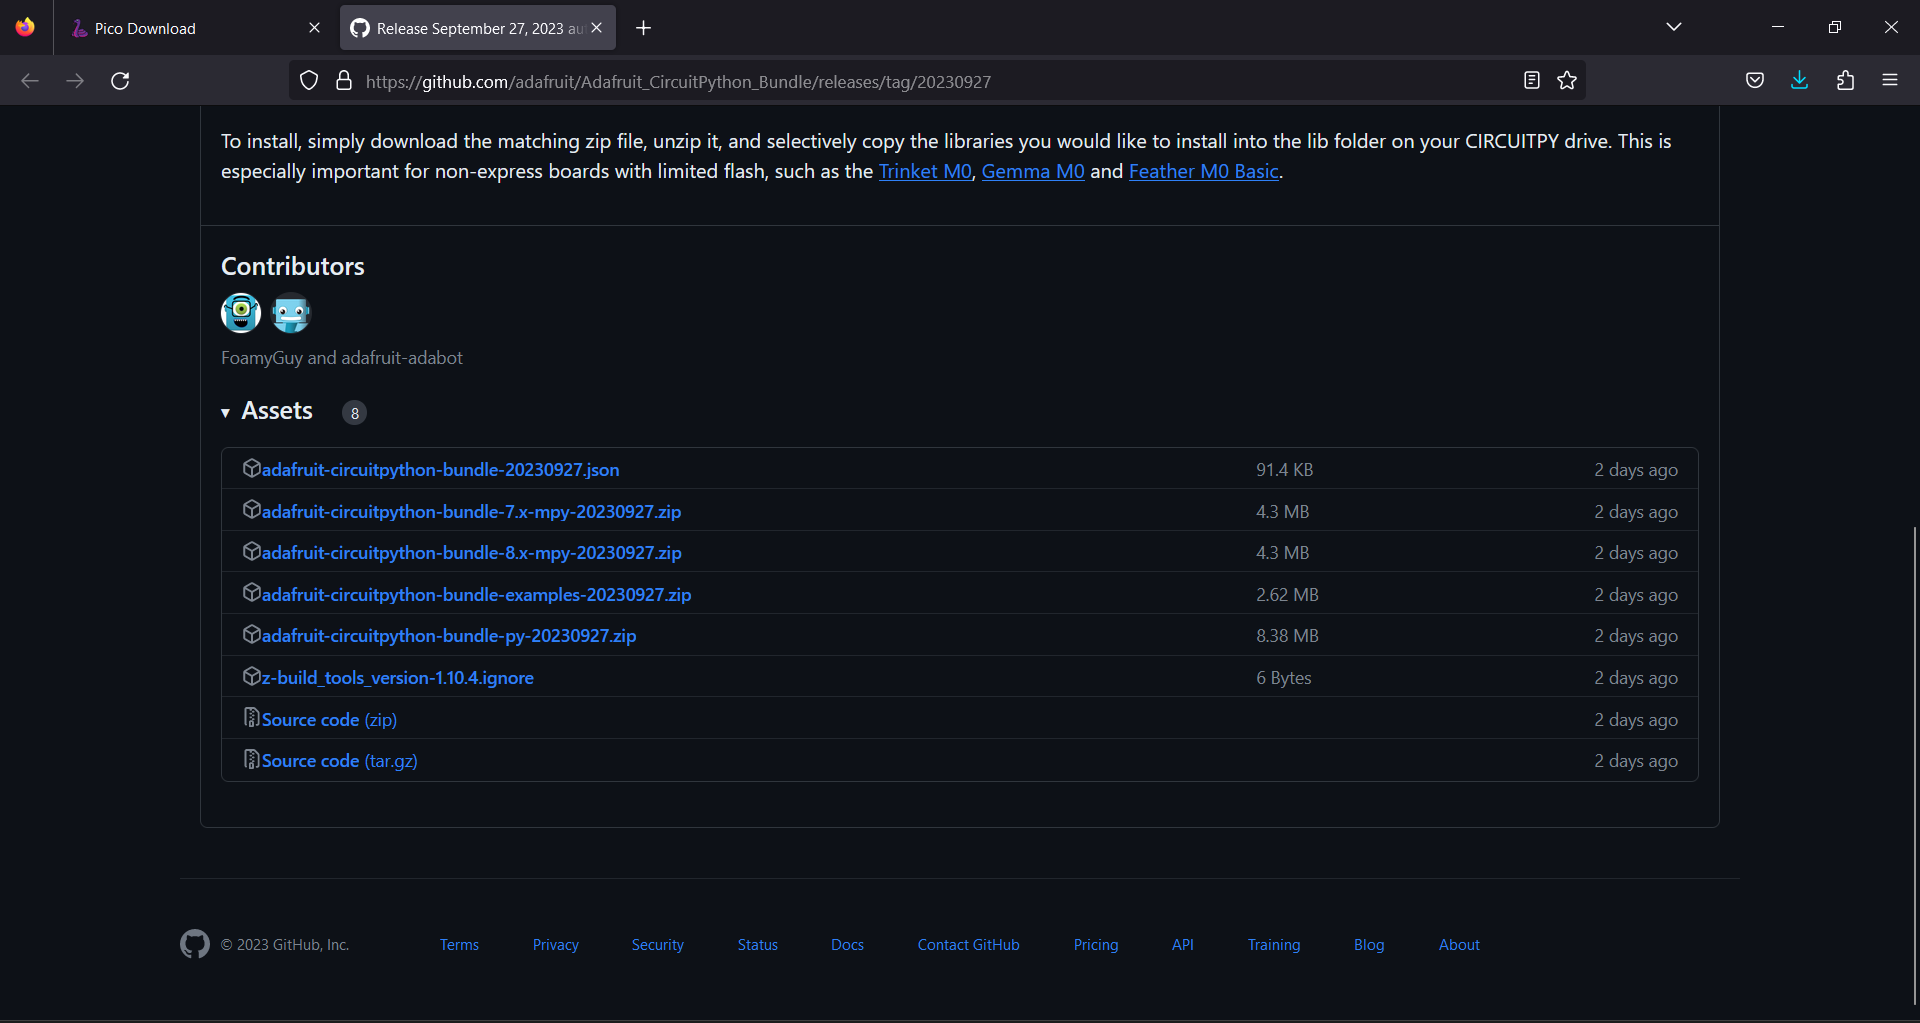 Pico Download
Release September 27, 2023 au
https://github.com/adafruit/Adafruit_CircuitPython_Bundle/releases/tag/20230927
To install, simply download the matching zip file, unzip it, and selectively copy the libraries you would like to install into the lib folder on your CIRCUITPY drive. This is
especially important for non-express boards with limited flash, such as the Trinket M0, Gemma M0 and Feather M0 Basic.
Contributors
FoamyGuy and adafruit-adabot
▾ Assets 8
adafruit-circuitpython-bundle-20230927.json 91.4 KB 2 days ago
adafruit-circuitpython-bundle-7.x-mpy-20230927.zip 4.3 MB 2 days ago
adafruit-circuitpython-bundle-8.x-mpy-20230927.zip 4.3 MB 2 days ago
adafruit-circuitpython-bundle-examples-20230927.zip 2.62 MB 2 days ago
adafruit-circuitpython-bundle-py-20230927.zip 8.38 MB 2 days ago
z-build_tools_version-1.10.4.ignore 6 Bytes 2 days ago
Source code (zip) 2 days ago
Source code (tar.gz) 2 days ago
© 2023 GitHub, Inc. Terms Privacy Security Status Docs Contact GitHub Pricing API Training Blog About